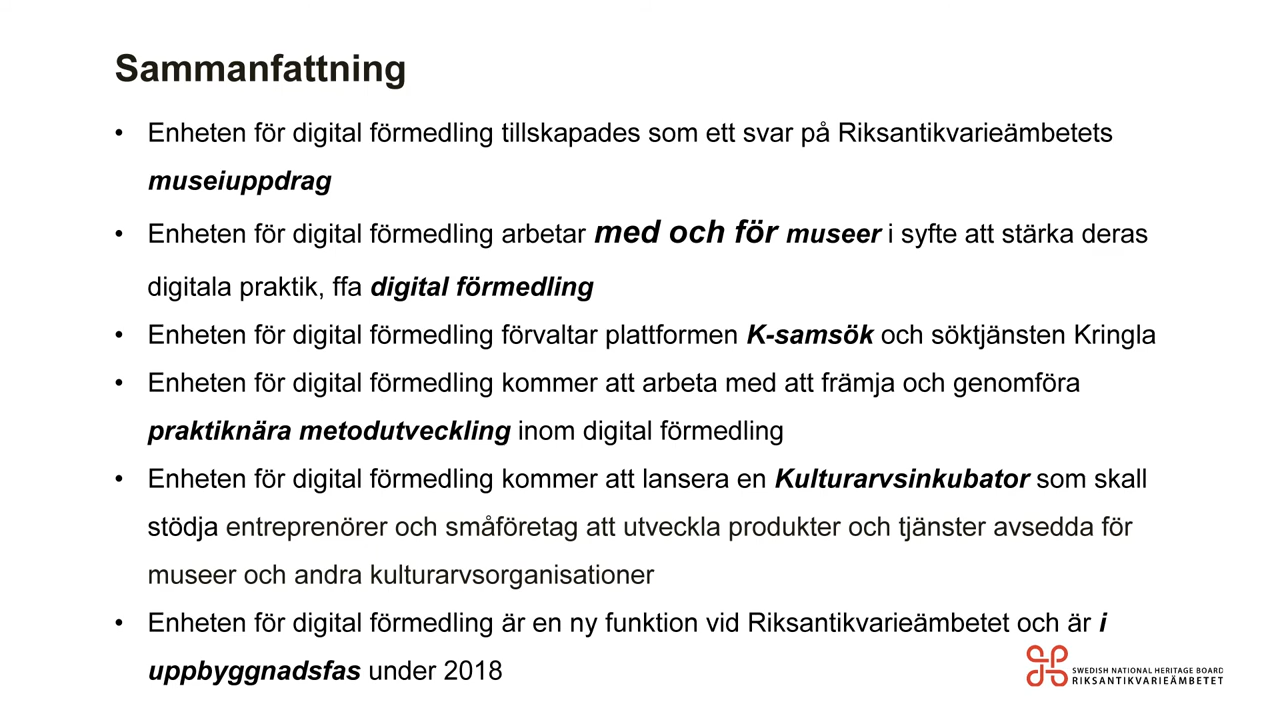 Sammanfattning
• Enheten för digital förmedling tillskapades som ett svar på Riksantikvarieämbetets
museiuppdrag
• Enheten för digital förmedling arbetar med och för museer i syfte att stärka deras
digitala praktik, ffa digital förmedling
• Enheten för digital förmedling förvaltar plattformen K-samsök och söktjänsten Kringla
• Enheten för digital förmedling kommer att arbeta med att främja och genomföra
praktiknära metodutveckling inom digital förmedling
• Enheten för digital förmedling kommer att lansera en Kulturarvsinkubator som skall
stödja entreprenörer och småföretag att utveckla produkter och tjänster avsedda för
museer och andra kulturarvsorganisationer
• Enheten för digital förmedling är en ny funktion vid Riksantikvarieämbetet och är i
uppbyggnadsfas under 2018
SWEDISH NATIONAL HERITAGE BOARD
RIKSANTIKVARIEÄMBETET